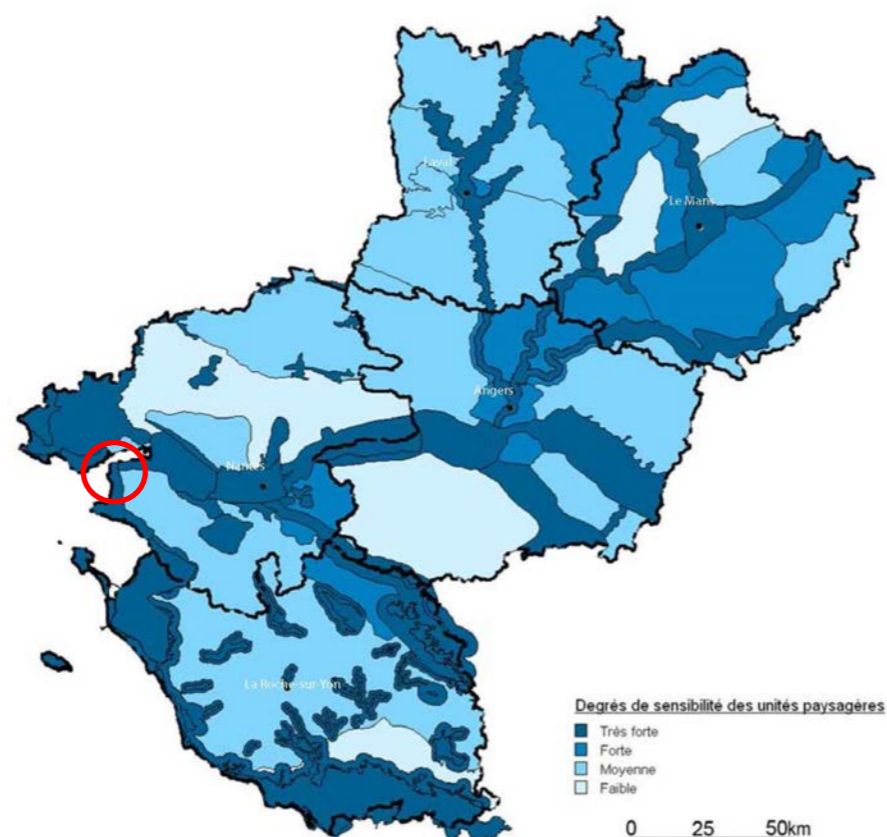 Laval
Le Mans
Angers
Nantes
La Roche-sur-Yon
Degrés de sensibilité des unités paysagères
Très forte
Forte
Moyenne
Faible
0 25 50km